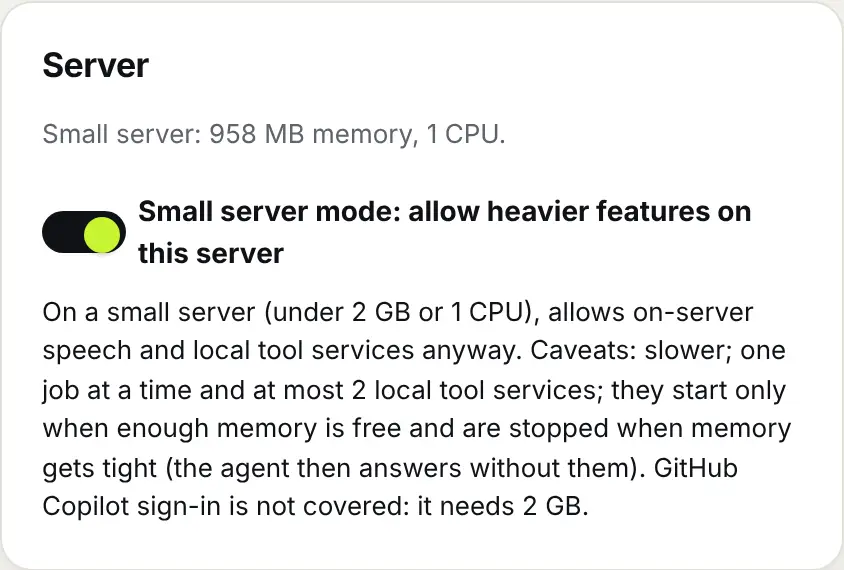 Server
Small server: 958 MB memory, 1 CPU.
Small server mode: allow heavier features on
this server
On a small server (under 2 GB or 1 CPU), allows on-server
speech and local tool services anyway. Caveats: slower; one
job at a time and at most 2 local tool services; they start only
when enough memory is free and are stopped when memory
gets tight (the agent then answers without them). GitHub
Copilot sign-in is not covered: it needs 2 GB.